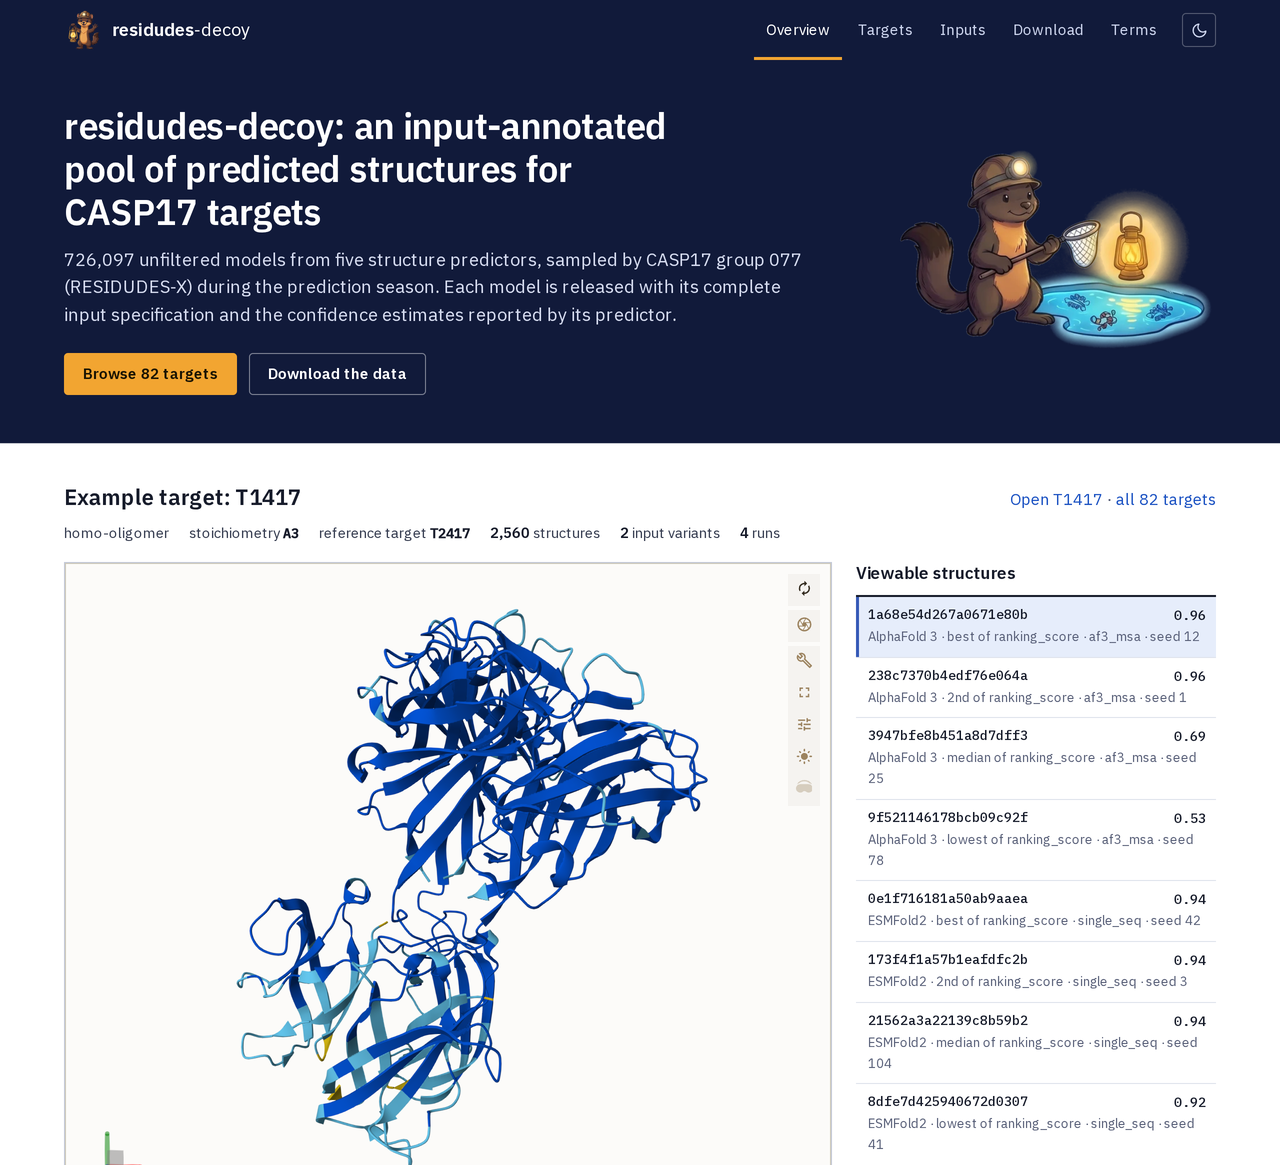 residudes-decoy
Overview Targets Inputs Download Terms
residudes-decoy: an input-annotated
pool of predicted structures for
CASP17 targets
726,097 unfiltered models from five structure predictors, sampled by CASP17 group 077
(RESIDUDES-X) during the prediction season. Each model is released with its complete
input specification and the confidence estimates reported by its predictor.
Browse 82 targets Download the data
Example target: T1417
Open T1417 · all 82 targets
homo-oligomer stoichiometry A3 reference target T2417 2,560 structures 2 input variants 4 runs
Viewable structures
1a68e54d267a0671e80b 0.96
AlphaFold 3 · best of ranking_score · af3_msa · seed 12
238c7370b4edf76e064a 0.96
AlphaFold 3 · 2nd of ranking_score · af3_msa · seed 1
3947bfe8b451a8d7dff3 0.69
AlphaFold 3 · median of ranking_score · af3_msa · seed
25
9f521146178bcb09c92f 0.53
AlphaFold 3 · lowest of ranking_score · af3_msa · seed
78
0e1f716181a50ab9aaea 0.94
ESMFold2 · best of ranking_score · single_seq · seed 42
173f4f1a57b1eafdfc2b 0.94
ESMFold2 · 2nd of ranking_score · single_seq · seed 3
21562a3a22139c8b59b2 0.94
ESMFold2 · median of ranking_score · single_seq · seed
104
8dfe7d425940672d0307 0.92
ESMFold2 · lowest of ranking_score · single_seq · seed
41